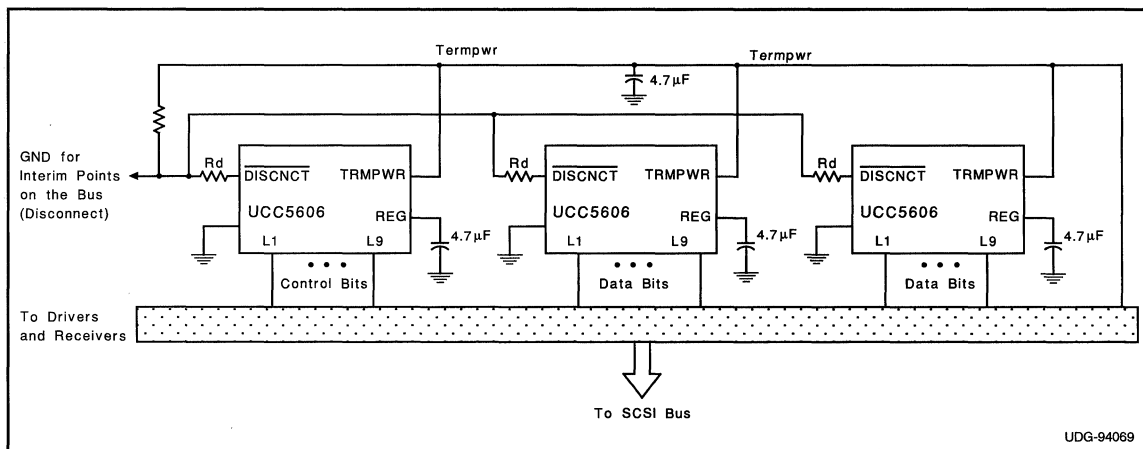 Termpwr
Termpwr
4.7µF
GND for
Interim Points
on the Bus
(Disconnect)
Rd
DISCNCT
TRMPWR
UCC5606
REG
L1
L9
4.7µF
Control Bits
Rd
DISCNCT
TRMPWR
UCC5606
REG
L1
L9
4.7µF
Data Bits
Rd
DISCNCT
TRMPWR
UCC5606
REG
L1
L9
4.7µF
Data Bits
To Drivers
and Receivers
To SCSI Bus
UDG-94069